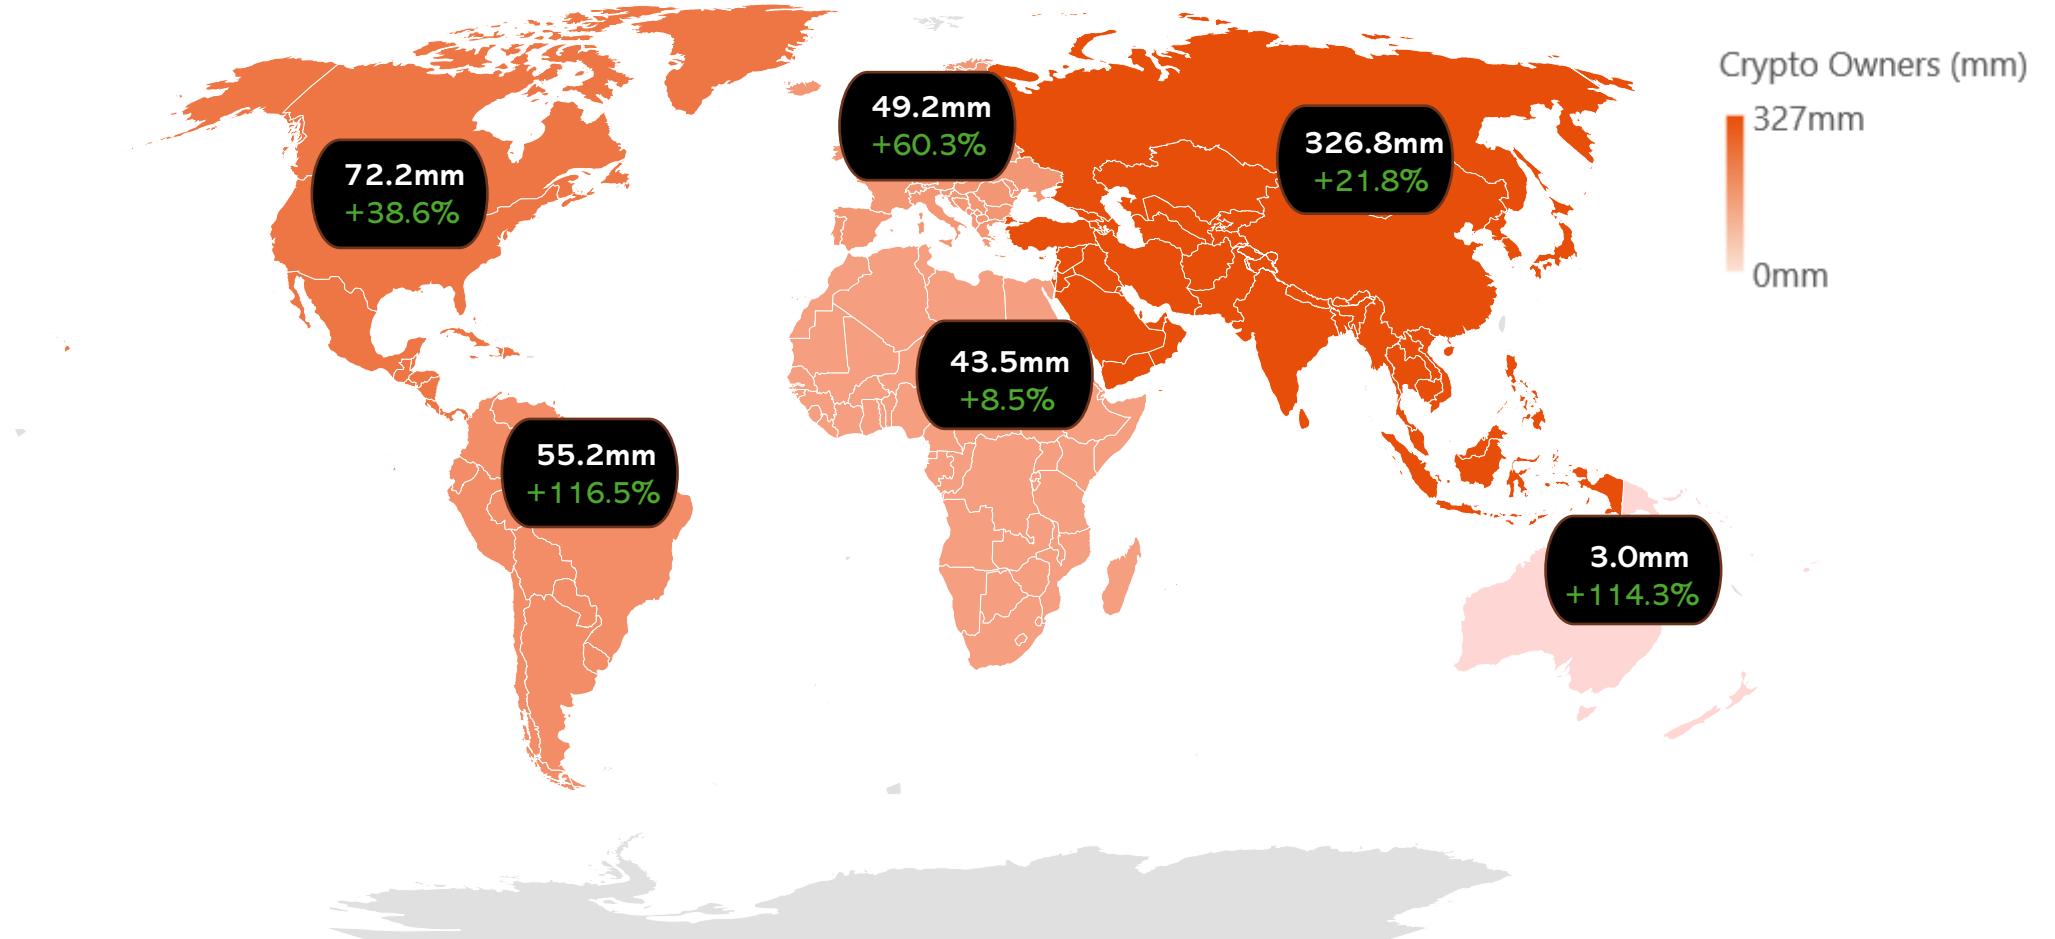 Crypto Owners (mm)
327mm
0mm
49.2mm
+60.3%
326.8mm
+21.8%
72.2mm
+38.6%
43.5mm
+8.5%
55.2mm
+116.5%
3.0mm
+114.3%